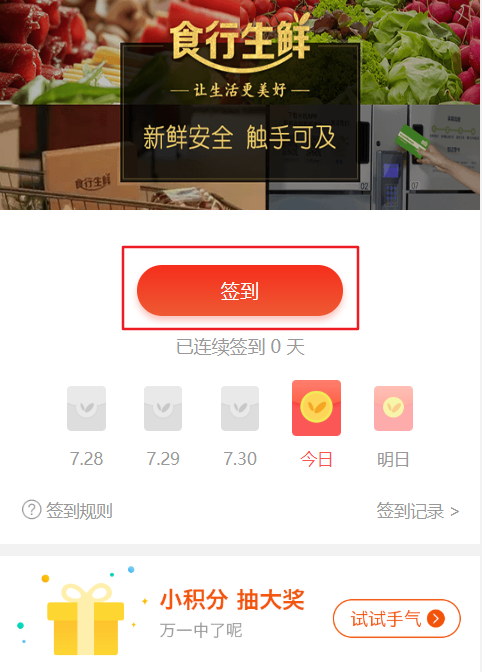 食行生鲜
让生活更美好
新鲜安全 触手可及
食行生鲜
02
07
签到
已连续签到 0 天
7.28
7.29
7.30
今日
明日
? 签到规则
签到记录 >
小积分 抽大奖
万一中了呢
试试手气 >